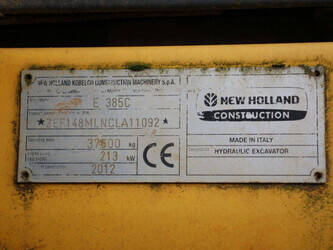 NEW HOLLAND KOBELCO CONSTRUCTION MACHINERY S.p.A.
E 385C
*ZEF148MLNCLA11092*
37500 kg
213 kW
2012
CE
NEW HOLLAND
CONSTRUCTION
MADE IN ITALY
HYDRAULIC EXCAVATOR